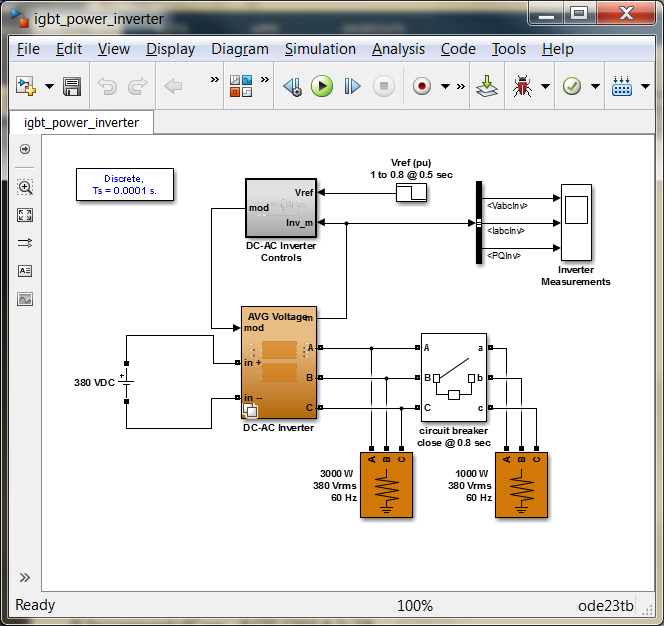 igbt_power_inverter
File Edit View Display Diagram Simulation Analysis Code Tools Help
igbt_power_inverter
Discrete,
Ts = 0.0001 s.
Vref (pu)
1 to 0.8 @ 0.5 sec
Vref
mod
Inv_m
DC-AC Inverter
Controls
<VabcInv>
<IabcInv>
<PQInv>
Inverter
Measurements
AVG Voltage
m
mod
in +
in --
A
B
C
DC-AC Inverter
380 VDC
+
A
B
C
a
b
c
circuit breaker
close @ 0.8 sec
A B C
3000 W
380 Vrms
60 Hz
A B C
1000 W
380 Vrms
60 Hz
Ready
100%
ode23tb